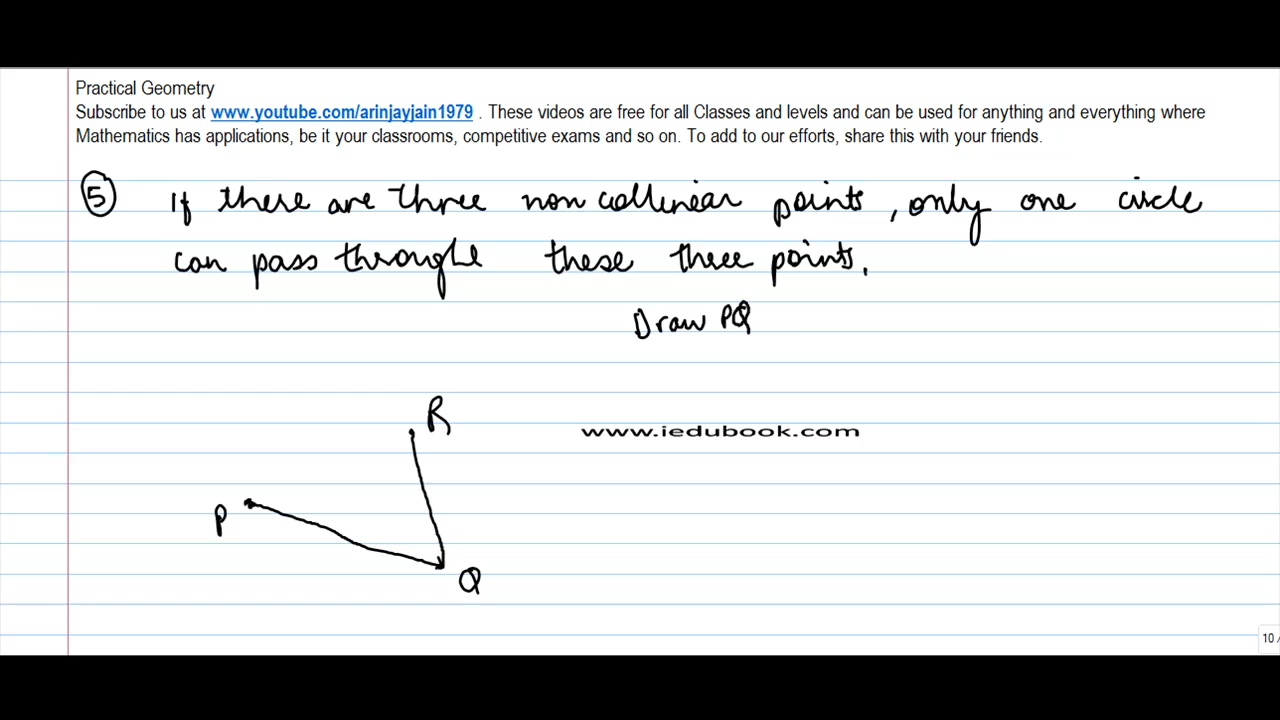 Practical Geometry
Subscribe to us at www.youtube.com/arinjayjain1979 . These videos are free for all Classes and levels and can be used for anything and everything where
Mathematics has applications, be it your classrooms, competitive exams and so on. To add to our efforts, share this with your friends.
5 If there are three non collinear points, only one circle
can pass through these three points.
Draw PQ
R
www.iedubook.com
P
Q
10 /